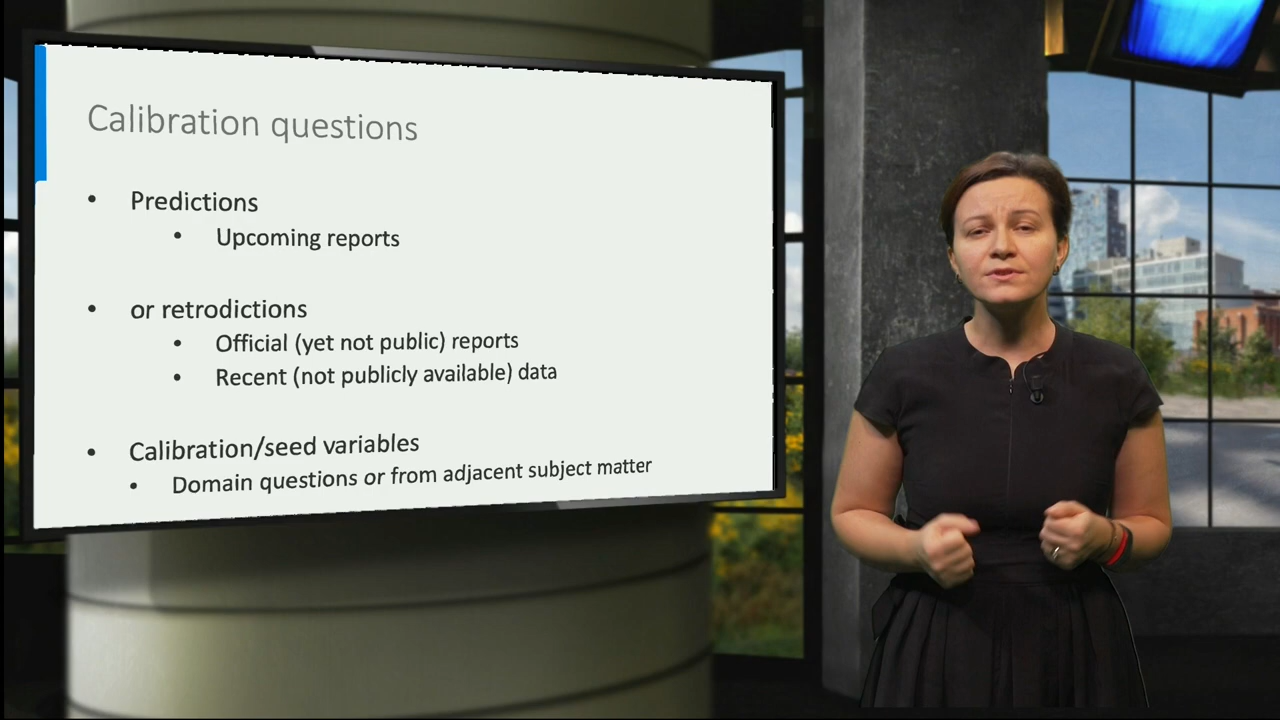 Calibration questions
• Predictions
• Upcoming reports
• or retrodictions
• Official (yet not public) reports
• Recent (not publicly available) data
• Calibration/seed variables
• Domain questions or from adjacent subject matter